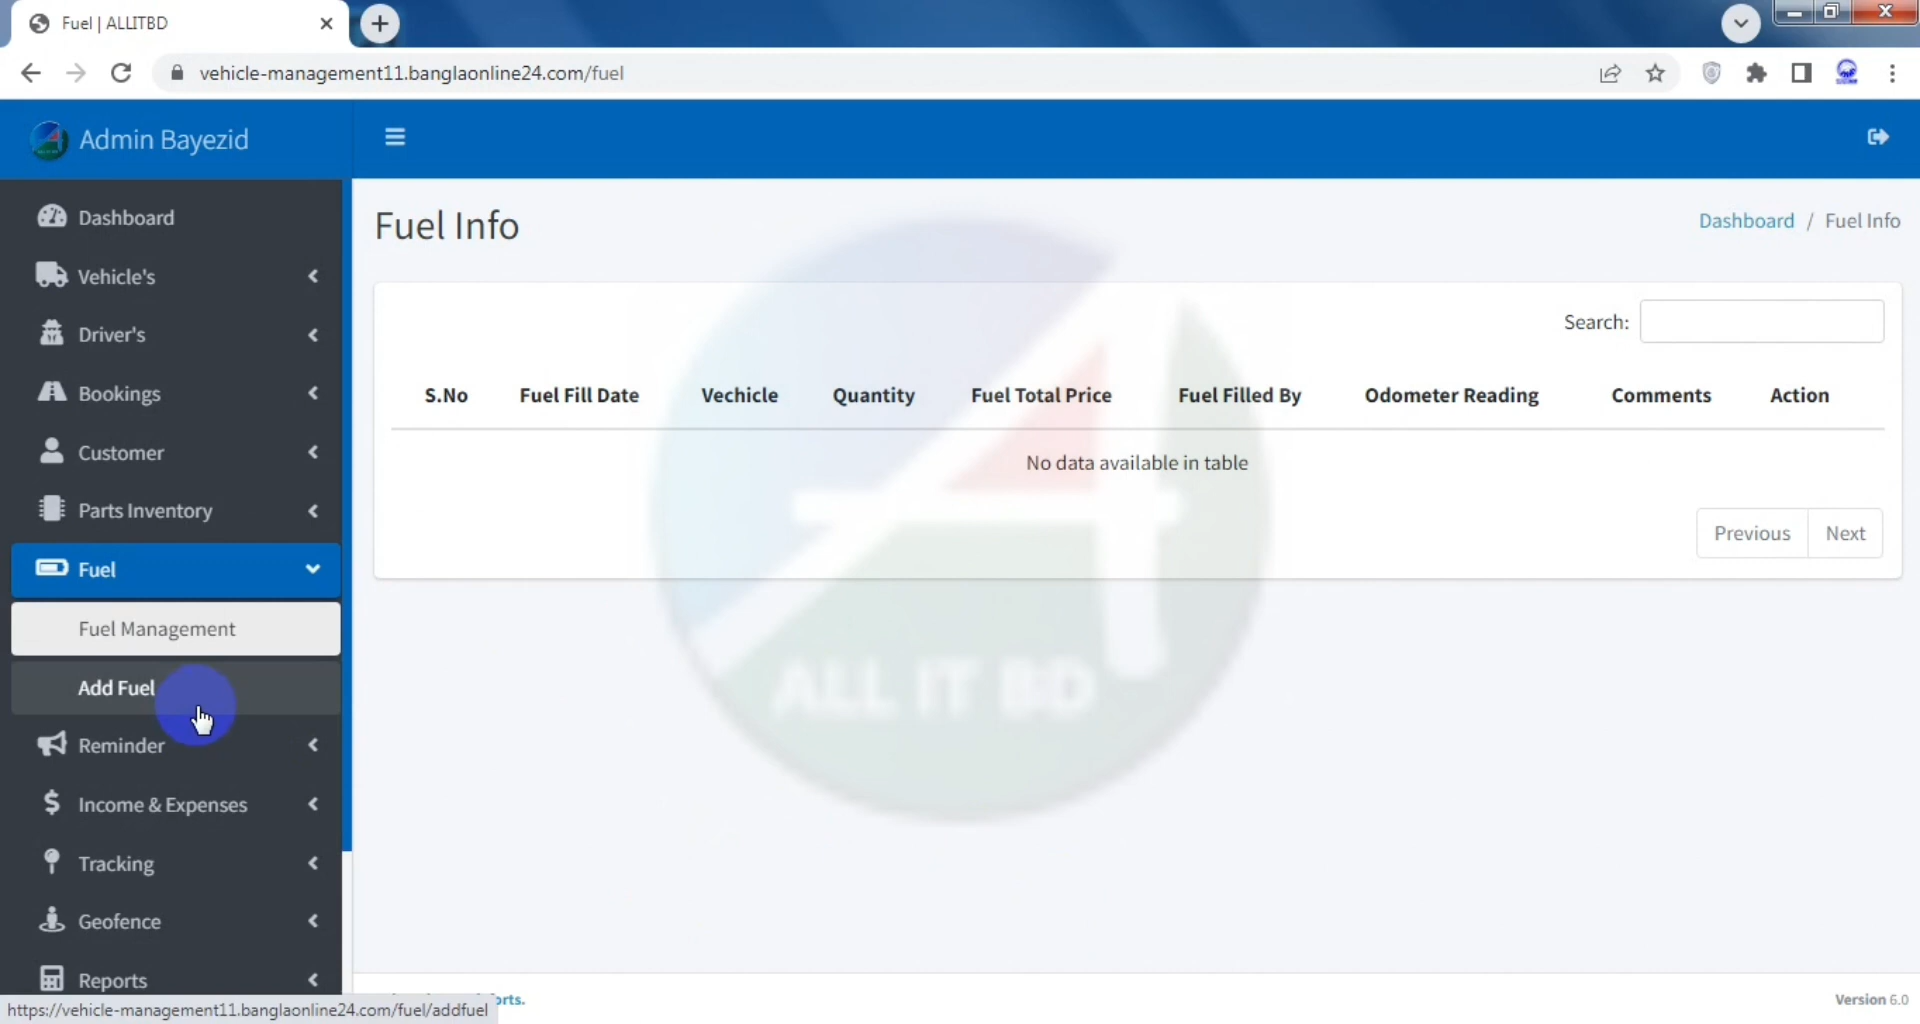 Fuel | ALLITBD
vehicle-management11.banglaonline24.com/fuel
Admin Bayezid
Dashboard
Vehicle's
Driver's
Bookings
Customer
Parts Inventory
Fuel
Fuel Management
Add Fuel
Reminder
Income & Expenses
Tracking
Geofence
Reports
Fuel Info
Dashboard / Fuel Info
Search:
S.No Fuel Fill Date Vechicle Quantity Fuel Total Price Fuel Filled By Odometer Reading Comments Action
No data available in table
Previous Next
ALL IT BD
Version 6.0
https://vehicle-management11.banglaonline24.com/fuel/addfuel